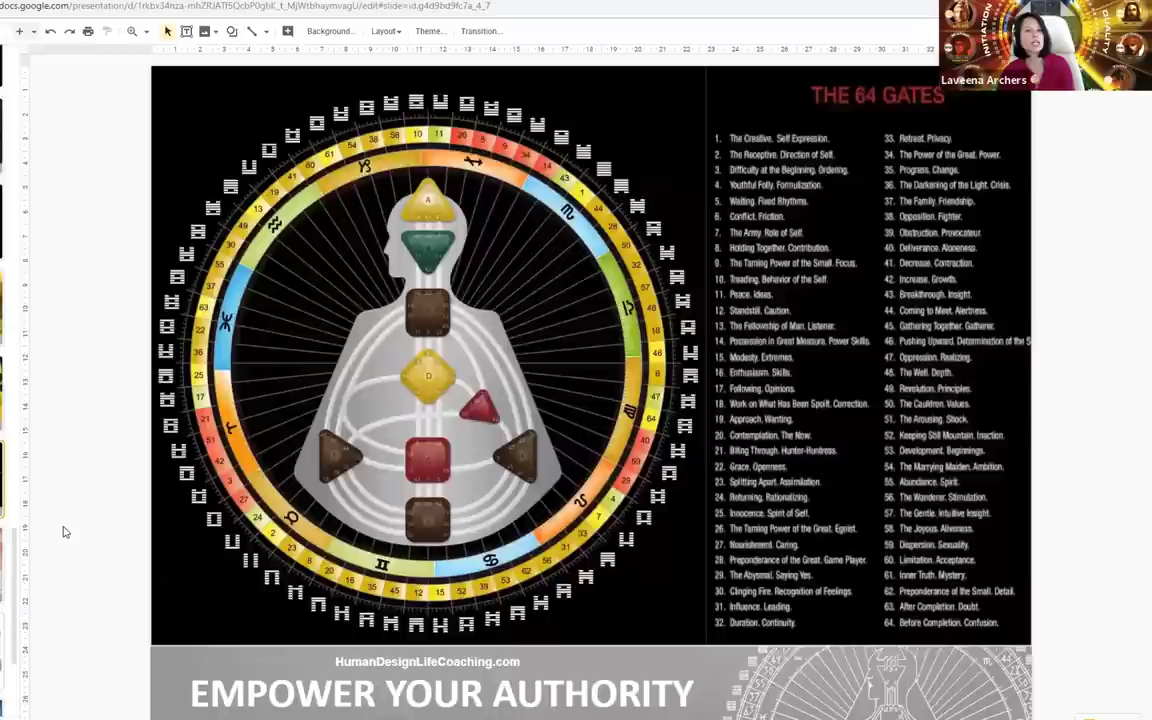 docs.google.com/presentation/d/1rkbx34nza-mhZRJATf5QcbP0ghK_t_MjWtbhaymvagU/edit#slide=id.g4d9bd9fc7a_4_7
Background...
Layout
Theme...
Transition...
INITIATION
DUALITY
Laveena Archers
THE 64 GATES
1. The Creative. Self Expression.
2. The Receptive. Direction of Self.
3. Difficulty at the Beginning. Ordering.
4. Youthful Folly. Formulization.
5. Waiting. Fixed Rhythms.
6. Conflict. Friction.
7. The Army. Role of Self.
8. Holding Together. Contribution.
9. The Taming Power of the Small. Focus.
10. Treading. Behavior of the Self.
11. Peace. Ideas.
12. Standstill. Caution.
13. The Fellowship of Man. Listener.
14. Possession in Great Measure. Power Skills.
15. Modesty. Extremes.
16. Enthusiasm. Skills.
17. Following. Opinions.
18. Work on What Has Been Spoilt. Correction.
19. Approach. Wanting.
20. Contemplation. The Now.
21. Biting Through. Hunter-Huntress.
22. Grace. Openness.
23. Splitting Apart. Assimilation.
24. Returning. Rationalizing.
25. Innocence. Spirit of Self.
26. The Taming Power of the Great. Egoist.
27. Nourishment. Caring.
28. Preponderance of the Great. Game Player.
29. The Abysmal. Saying Yes.
30. Clinging Fire. Recognition of Feelings.
31. Influence. Leading.
32. Duration. Continuity.
33. Retreat. Privacy.
34. The Power of the Great. Power.
35. Progress. Change.
36. The Darkening of the Light. Crisis.
37. The Family. Friendship.
38. Opposition. Fighter.
39. Obstruction. Provocateur.
40. Deliverance. Aloneness.
41. Decrease. Contraction.
42. Increase. Growth.
43. Breakthrough. Insight.
44. Coming to Meet. Alertness.
45. Gathering Together. Gatherer.
46. Pushing Upward. Determination of the S
47. Oppression. Realizing.
48. The Well. Depth.
49. Revolution. Principles.
50. The Cauldron. Values.
51. The Arousing. Shock.
52. Keeping Still Mountain. Inaction.
53. Development. Beginnings.
54. The Marrying Maiden. Ambition.
55. Abundance. Spirit.
56. The Wanderer. Stimulation.
57. The Gentle. Intuitive Insight.
58. The Joyous. Aliveness.
59. Dispersion. Sexuality.
60. Limitation. Acceptance.
61. Inner Truth. Mystery.
62. Preponderance of the Small. Detail.
63. After Completion. Doubt.
64. Before Completion. Confusion.
HumanDesignLifeCoaching.com
EMPOWER YOUR AUTHORITY